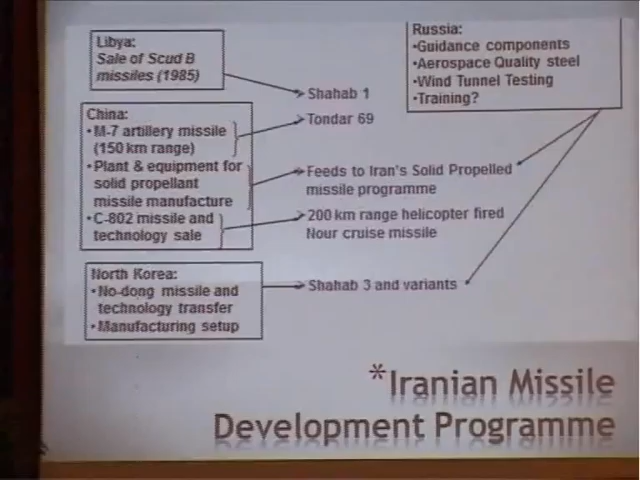 Libya:
Sale of Scud B
missiles (1985)
Shahab 1
China:
•M-7 artillery missile
(150 km range)
•Plant & equipment for
solid propellant
missile manufacture
•C-802 missile and
technology sale
Tondar 69
Feeds to Iran's Solid Propelled
missile programme
200 km range helicopter fired
Nour cruise missile
North Korea:
•No-dong missile and
technology transfer
•Manufacturing setup
Shahab 3 and variants
Russia:
•Guidance components
•Aerospace Quality steel
•Wind Tunnel Testing
•Training?
*Iranian Missile
Development Programme